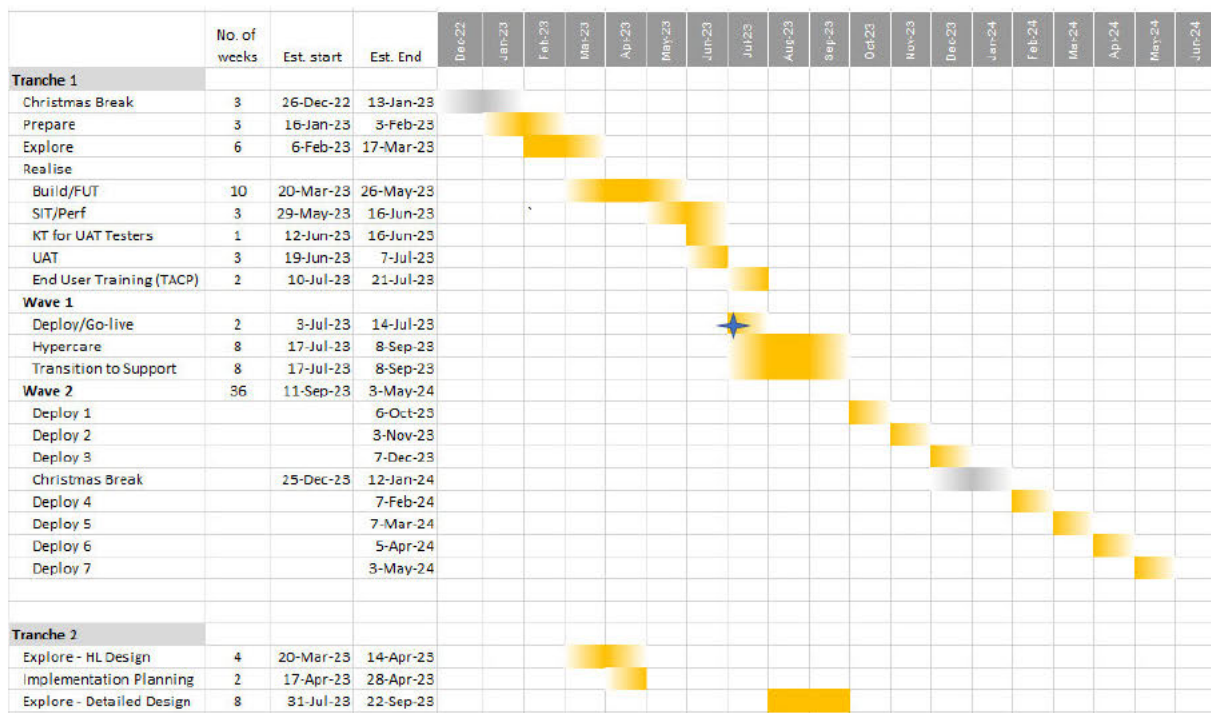 No. of weeks Est. start Est. End Dec-22 Jan-23 Feb-23 Mar-23 Apr-23 May-23 Jun-23 Jul-23 Aug-23 Sep-23 Oct-23 Nov-23 Dec-23 Jan-24 Feb-24 Mar-24 Apr-24 May-24 Jun-24
Tranche 1
Christmas Break 3 26-Dec-22 13-Jan-23
Prepare 3 16-Jan-23 3-Feb-23
Explore 6 6-Feb-23 17-Mar-23
Realise
Build/FUT 10 20-Mar-23 26-May-23
SIT/Perf 3 29-May-23 16-Jun-23
KT for UAT Testers 1 12-Jun-23 16-Jun-23
UAT 3 19-Jun-23 7-Jul-23
End User Training (TACP) 2 10-Jul-23 21-Jul-23
Wave 1
Deploy/Go-live 2 3-Jul-23 14-Jul-23
Hypercare 8 17-Jul-23 8-Sep-23
Transition to Support 8 17-Jul-23 8-Sep-23
Wave 2 36 11-Sep-23 3-May-24
Deploy 1 6-Oct-23
Deploy 2 3-Nov-23
Deploy 3 7-Dec-23
Christmas Break 25-Dec-23 12-Jan-24
Deploy 4 7-Feb-24
Deploy 5 7-Mar-24
Deploy 6 5-Apr-24
Deploy 7 3-May-24
Tranche 2
Explore - HL Design 4 20-Mar-23 14-Apr-23
Implementation Planning 2 17-Apr-23 28-Apr-23
Explore - Detailed Design 8 31-Jul-23 22-Sep-23